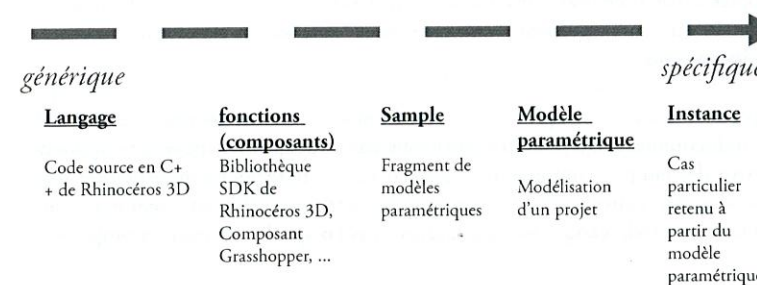 générique
spécifique
Langage
Code source en C+
+ de Rhinocéros 3D
fonctions
(composants)
Bibliothèque
SDK de
Rhinocéros 3D,
Composant
Grasshopper, ...
Sample
Fragment de
modèles
paramétriques
Modèle
paramétrique
Modélisation
d'un projet
Instance
Cas
particulier
retenu à
partir du
modèle
paramétrique